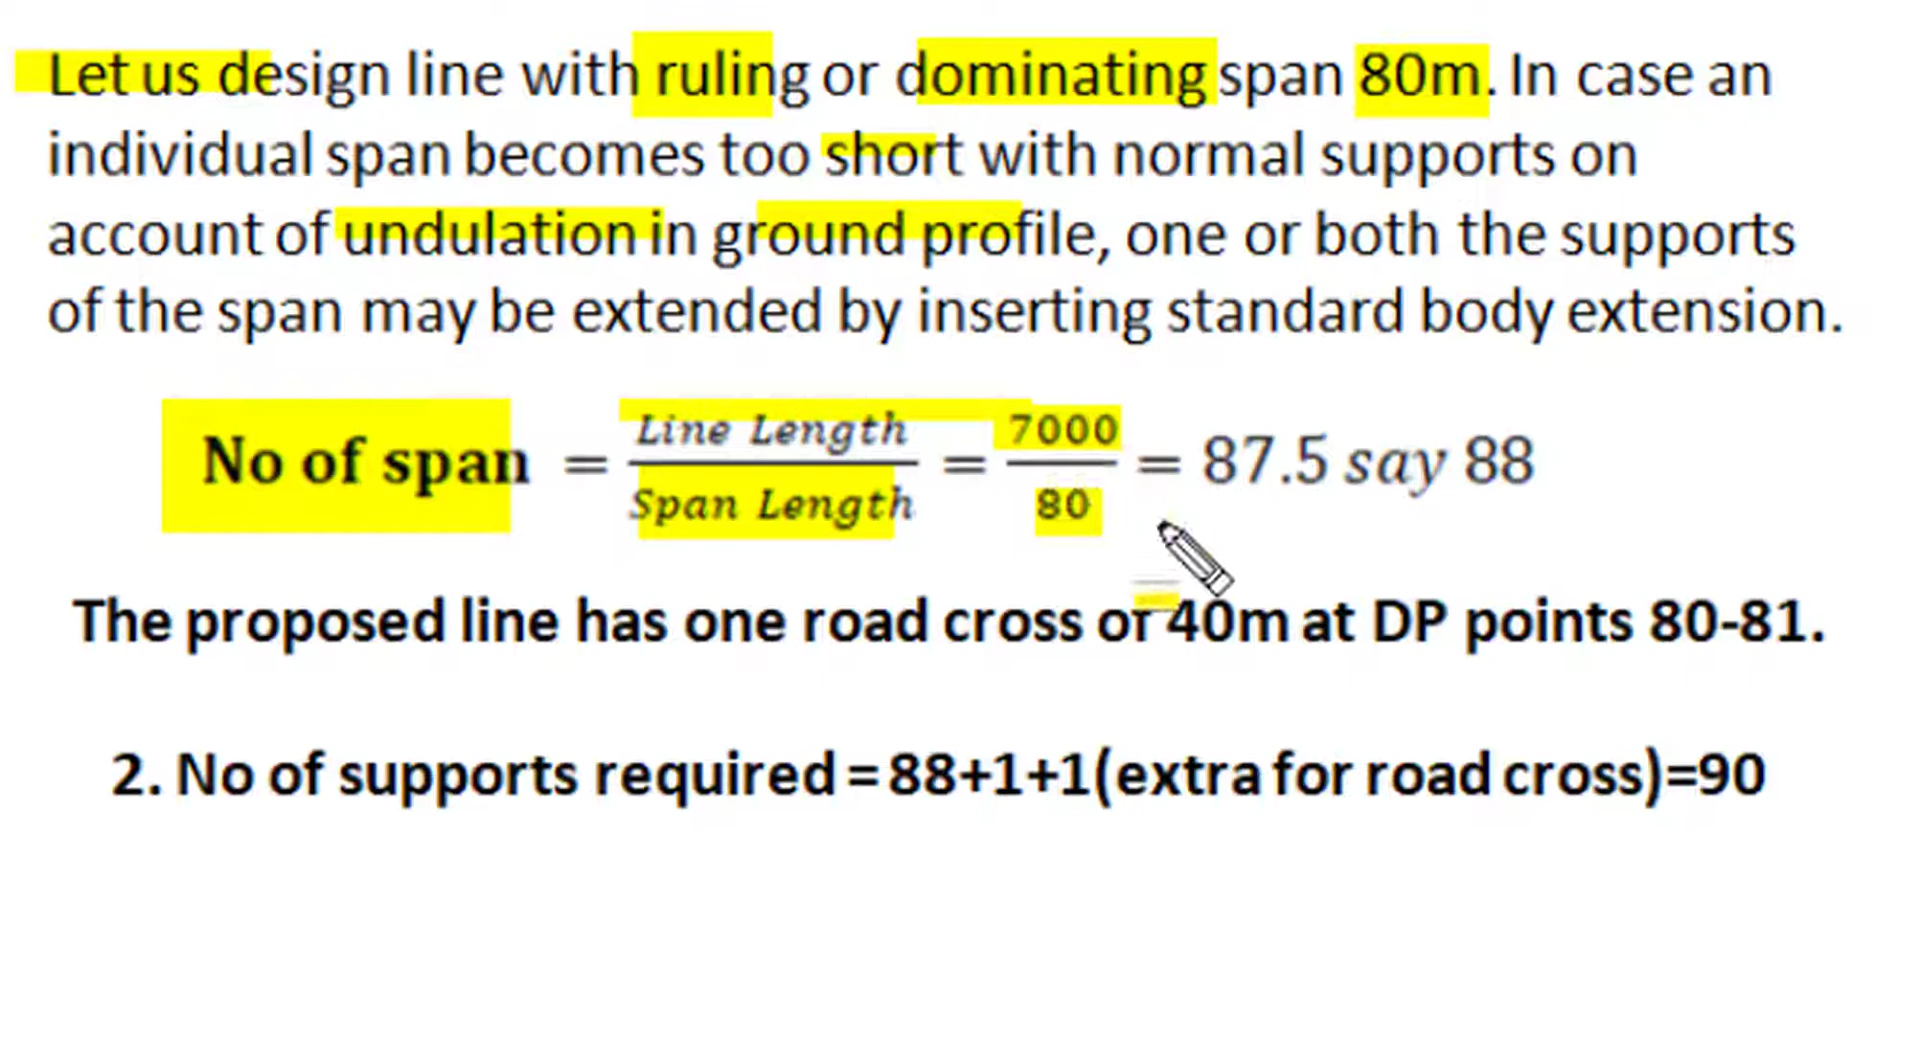 Let us design line with ruling or dominating span 80m. In case an
individual span becomes too short with normal supports on
account of undulation in ground profile, one or both the supports
of the span may be extended by inserting standard body extension.
No of span = Line Length / Span Length = 7000 / 80 = 87.5 say 88
The proposed line has one road cross of 40m at DP points 80-81.
2. No of supports required = 88+1+1(extra for road cross)=90